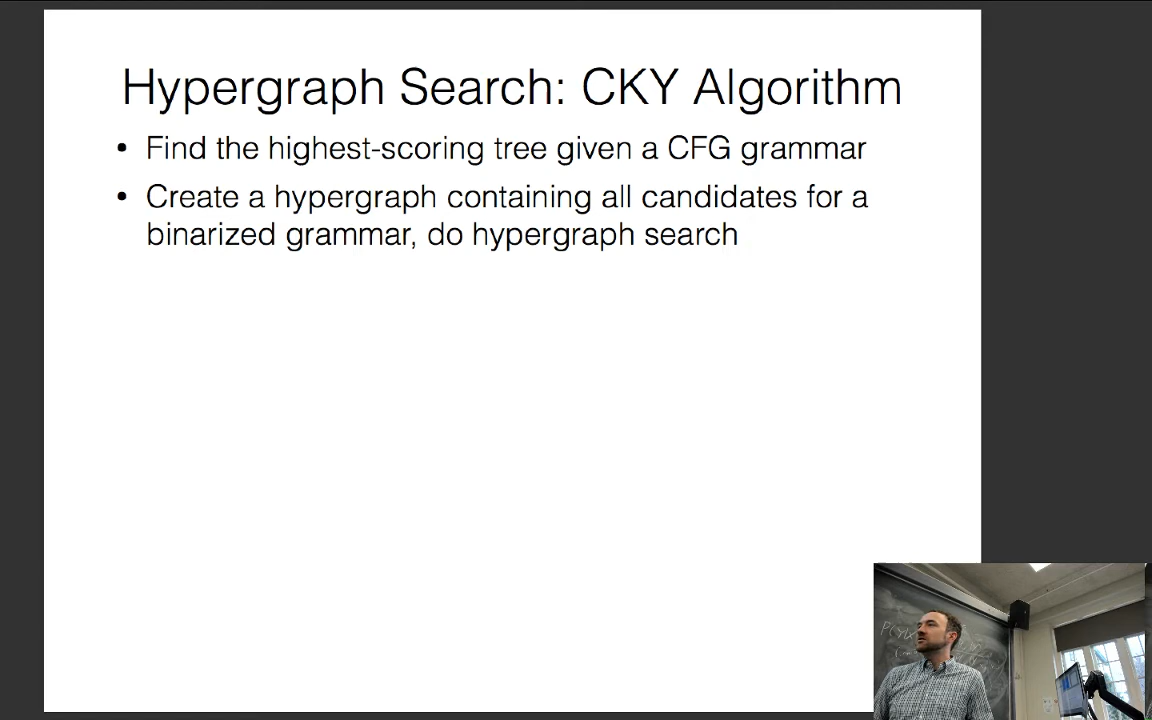 Hypergraph Search: CKY Algorithm
• Find the highest-scoring tree given a CFG grammar
• Create a hypergraph containing all candidates for a
binarized grammar, do hypergraph search